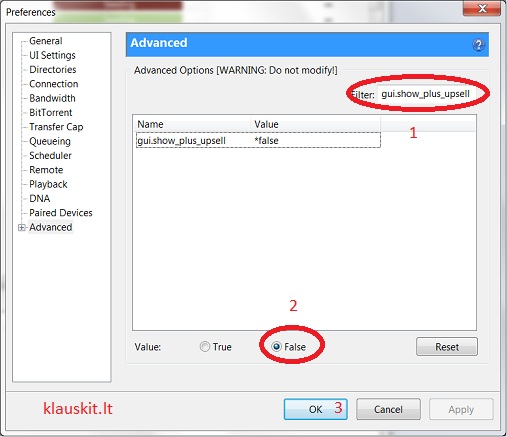 Preferences
General
UI Settings
Directories
Connection
Bandwidth
BitTorrent
Transfer Cap
Queueing
Scheduler
Remote
Playback
DNA
Paired Devices
Advanced
Advanced
Advanced Options [WARNING: Do not modify!]
Filter: gui.show_plus_upsell
1
Name Value
gui.show_plus_upsell *false
2
Value: True False Reset
klauskit.lt
OK 3 Cancel Apply